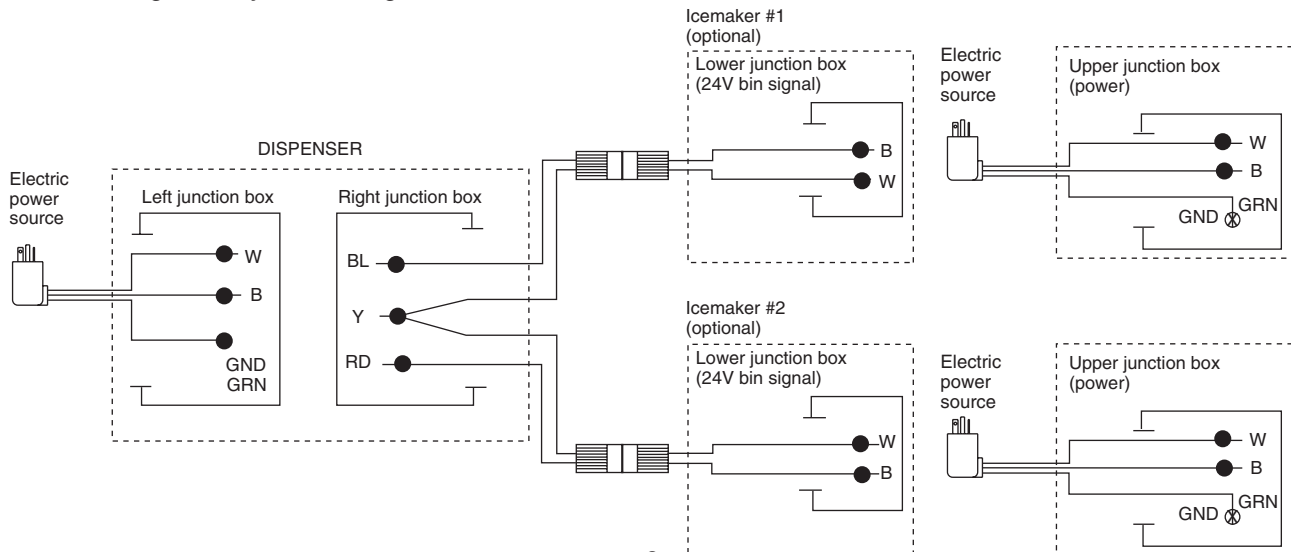 Icemaker #1
(optional)
Lower junction box
(24V bin signal)
B
W
Electric
power
source
Upper junction box
(power)
W
B
GRN
GND
DISPENSER
Electric
power
source
Left junction box
W
B
GND
GRN
Right junction box
BL
Y
RD
Icemaker #2
(optional)
Lower junction box
(24V bin signal)
W
B
Electric
power
source
Upper junction box
(power)
W
B
GRN
GND